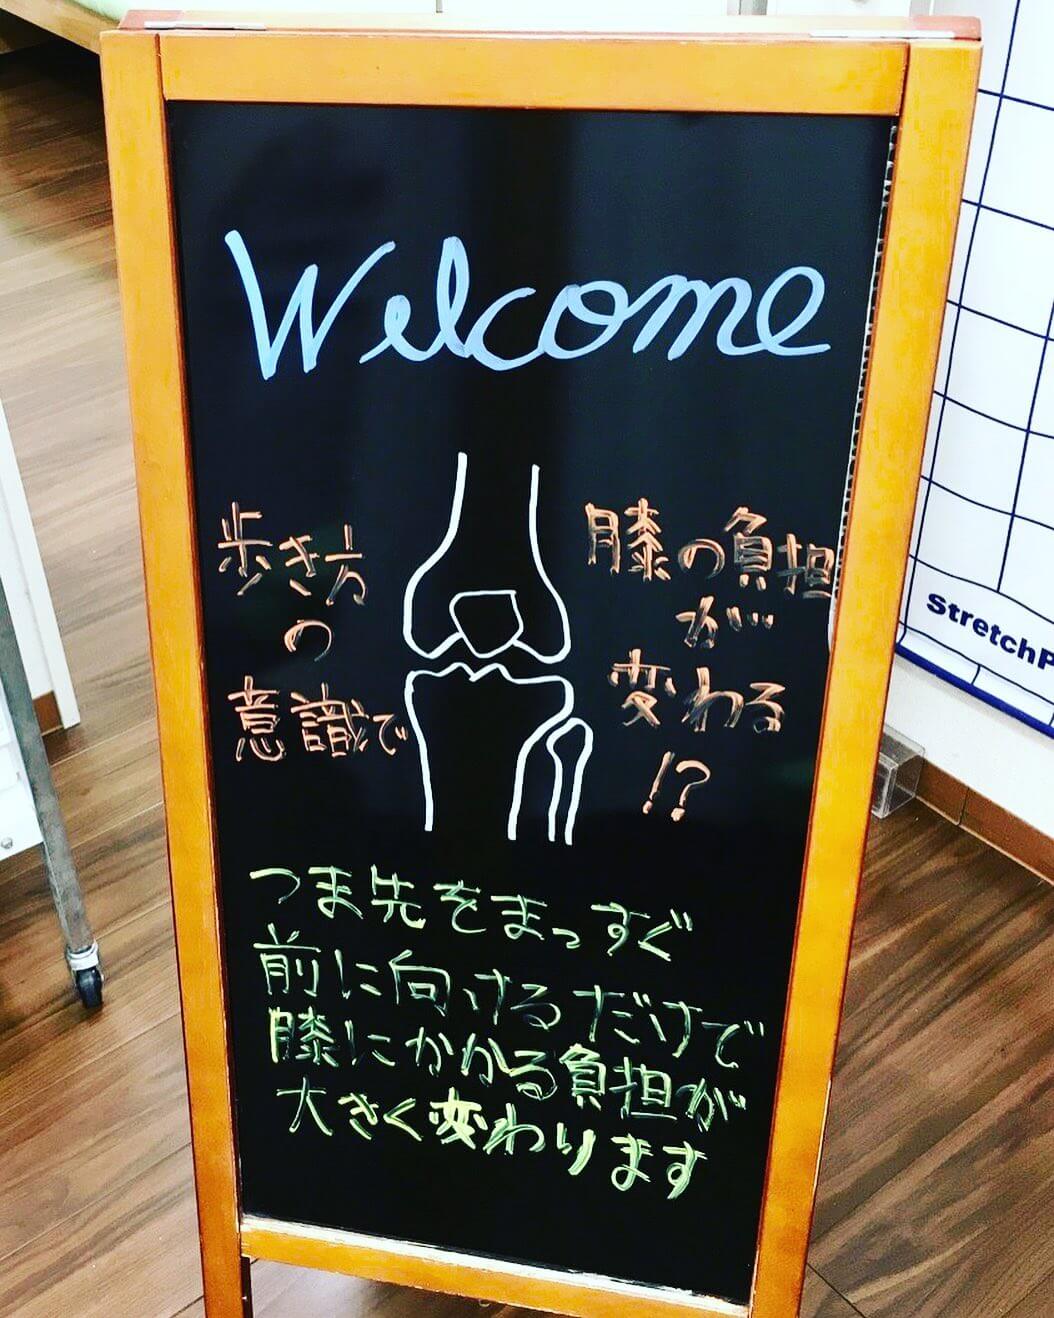 Welcome
歩き方
の
意識で
膝の負担
が
変わる
!?
つま先をまっすぐ
前に向けるだけで
膝にかかる負担が
大きく変わります